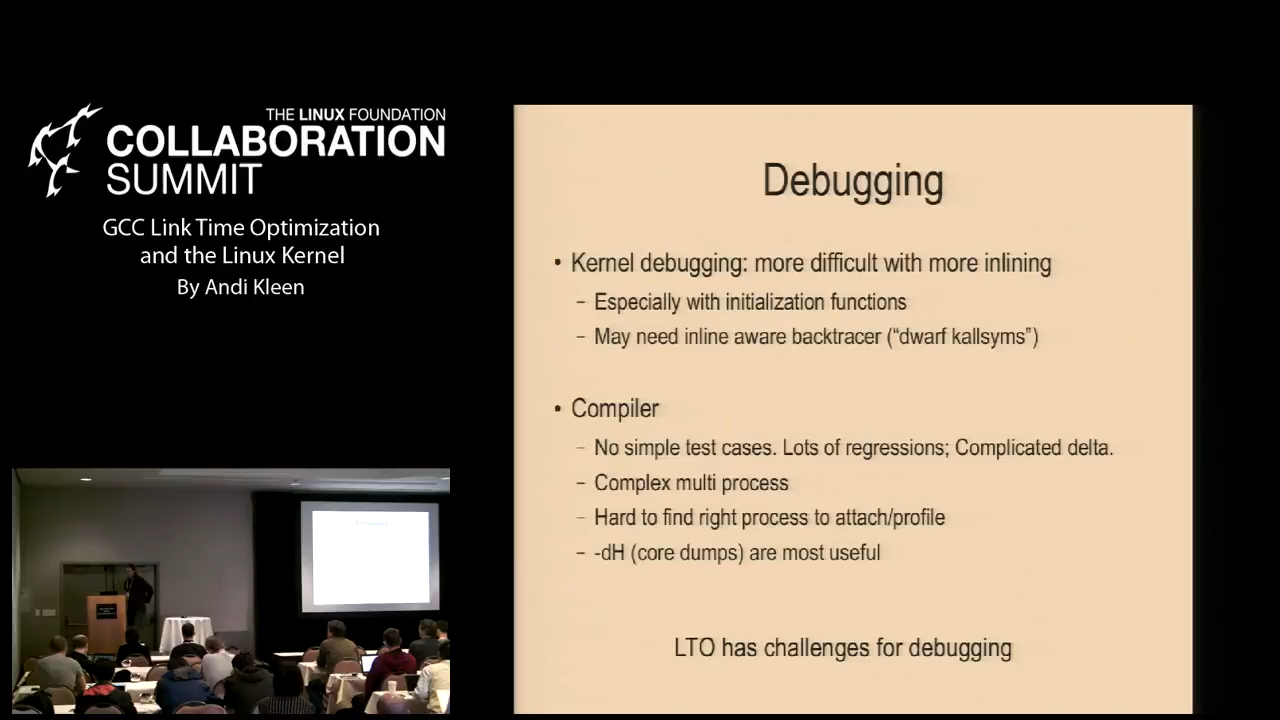 THE LINUX FOUNDATION
COLLABORATION
SUMMIT
GCC Link Time Optimization
and the Linux Kernel
By Andi Kleen
Debugging
• Kernel debugging: more difficult with more inlining
– Especially with initialization functions
– May need inline aware backtracer (“dwarf kallsyms”)
• Compiler
– No simple test cases. Lots of regressions; Complicated delta.
– Complex multi process
– Hard to find right process to attach/profile
– -dH (core dumps) are most useful
LTO has challenges for debugging